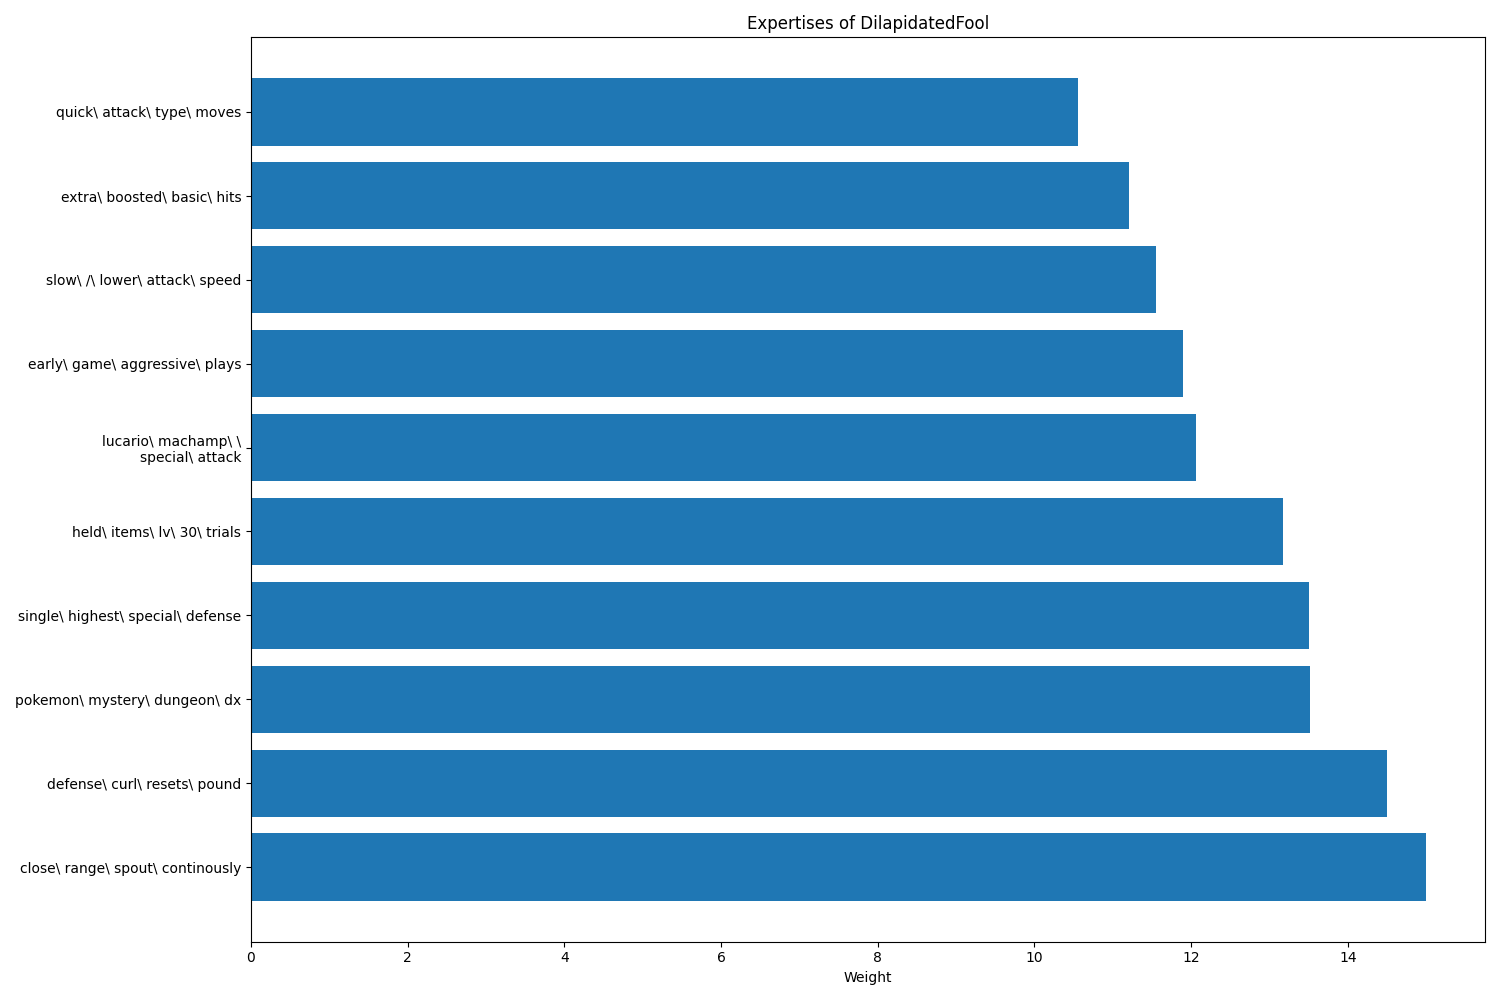 Expertises of DilapidatedFool
quick\ attack\ type\ moves
extra\ boosted\ basic\ hits
slow\ /\ lower\ attack\ speed
early\ game\ aggressive\ plays
lucario\ machamp\ \
special\ attack
held\ items\ lv\ 30\ trials
single\ highest\ special\ defense
pokemon\ mystery\ dungeon\ dx
defense\ curl\ resets\ pound
close\ range\ spout\ continously
0 2 4 6 8 10 12 14
Weight